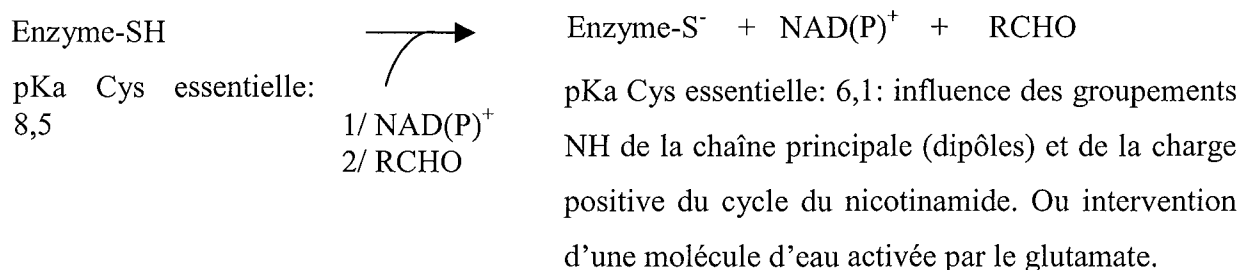 Enzyme-SH
pKa Cys essentielle:
8,5
1/ NAD(P)⁺
2/ RCHO
Enzyme-S⁻ + NAD(P)⁺ + RCHO
pKa Cys essentielle: 6,1: influence des groupements
NH de la chaîne principale (dipôles) et de la charge
positive du cycle du nicotinamide. Ou intervention
d'une molécule d'eau activée par le glutamate.